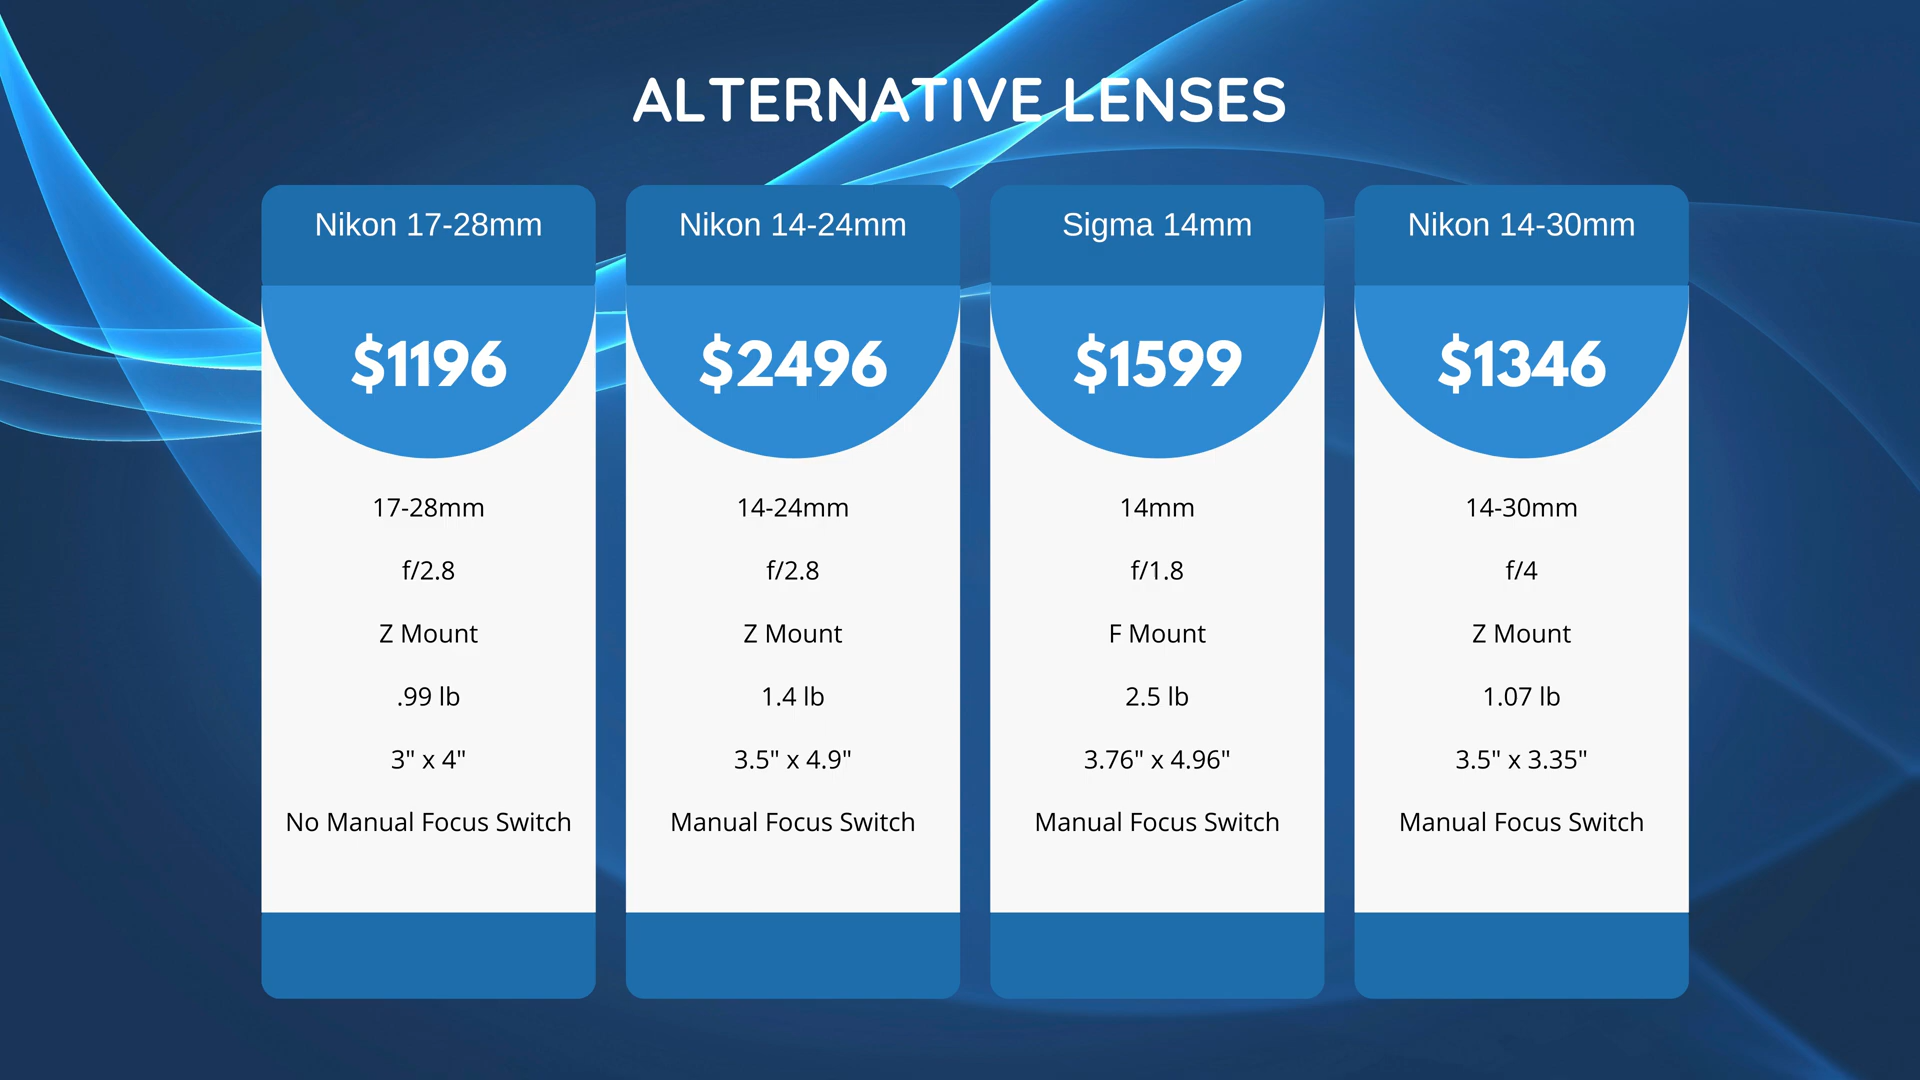 ALTERNATIVE LENSES
Nikon 17-28mm
$1196
17-28mm
f/2.8
Z Mount
.99 lb
3" x 4"
No Manual Focus Switch
Nikon 14-24mm
$2496
14-24mm
f/2.8
Z Mount
1.4 lb
3.5" x 4.9"
Manual Focus Switch
Sigma 14mm
$1599
14mm
f/1.8
F Mount
2.5 lb
3.76" x 4.96"
Manual Focus Switch
Nikon 14-30mm
$1346
14-30mm
f/4
Z Mount
1.07 lb
3.5" x 3.35"
Manual Focus Switch